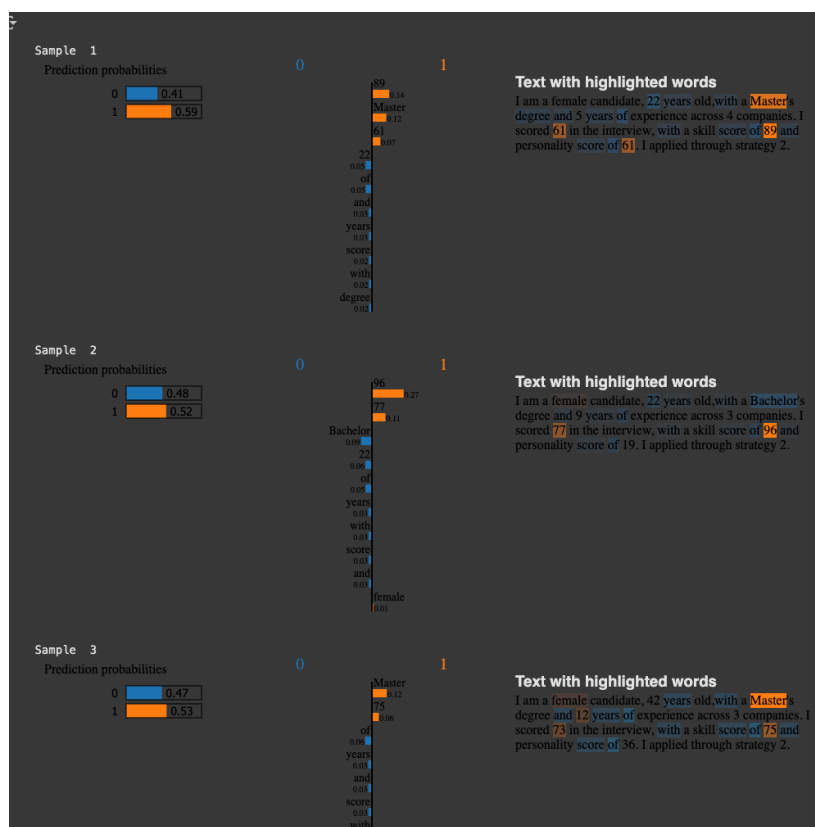 Sample 1
Prediction probabilities
0 0.41
1 0.59
0 1
89
0.14
Master
0.12
61
0.07
22
0.05
of
0.05
and
0.03
years
0.03
score
0.02
with
0.02
degree
0.02
Text with highlighted words
I am a female candidate, 22 years old,with a Master's
degree and 5 years of experience across 4 companies. I
scored 61 in the interview, with a skill score of 89 and
personality score of 61. I applied through strategy 2.
Sample 2
Prediction probabilities
0 0.48
1 0.52
0 1
96
0.27
77
0.11
Bachelor
0.09
22
0.06
of
0.05
years
0.03
with
0.03
score
0.03
and
0.03
female
0.01
Text with highlighted words
I am a female candidate, 22 years old,with a Bachelor's
degree and 9 years of experience across 3 companies. I
scored 77 in the interview, with a skill score of 96 and
personality score of 19. I applied through strategy 2.
Sample 3
Prediction probabilities
0 0.47
1 0.53
0 1
Master
0.12
75
0.06
of
0.06
years
0.03
and
0.03
score
0.03
with
Text with highlighted words
I am a female candidate, 42 years old,with a Master's
degree and 12 years of experience across 3 companies. I
scored 73 in the interview, with a skill score of 75 and
personality score of 36. I applied through strategy 2.